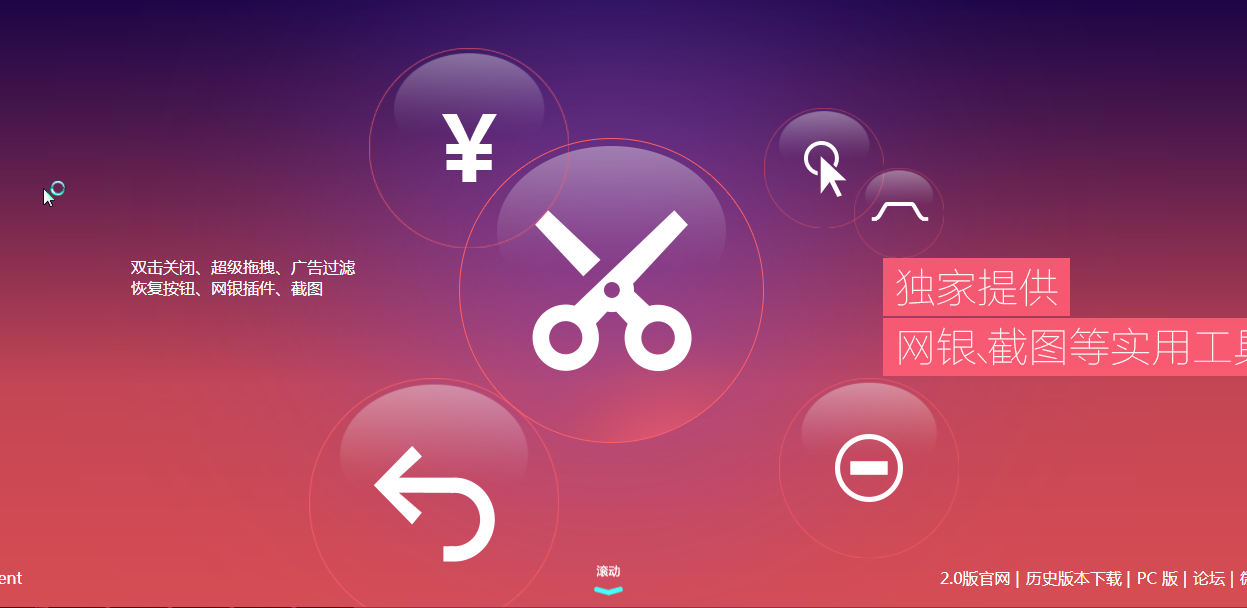 双击关闭、超级拖拽、广告过滤
恢复按钮、网银插件、截图
独家提供
网银、截图等实用工具
滚动
ent
2.0版官网 | 历史版本下载 | PC 版 | 论坛 |